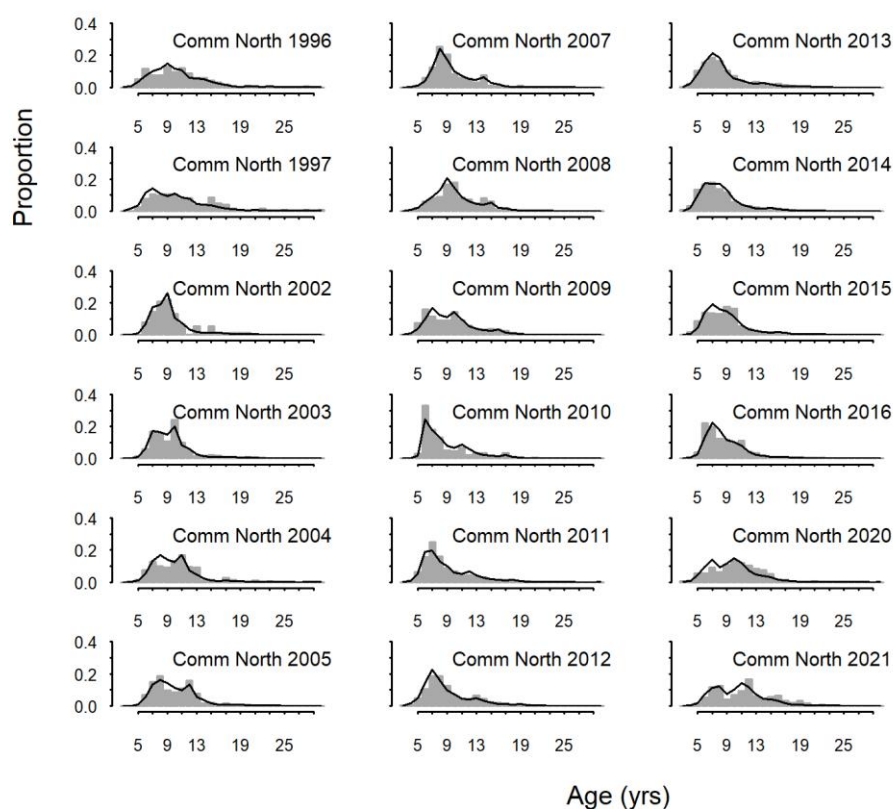 Proportion
0.4 Comm North 1996 Comm North 2007 Comm North 2013
0.2
0.0
5 9 13 19 25 5 9 13 19 25 5 9 13 19 25
0.4 Comm North 1997 Comm North 2008 Comm North 2014
0.2
0.0
5 9 13 19 25 5 9 13 19 25 5 9 13 19 25
0.4 Comm North 2002 Comm North 2009 Comm North 2015
0.2
0.0
5 9 13 19 25 5 9 13 19 25 5 9 13 19 25
0.4 Comm North 2003 Comm North 2010 Comm North 2016
0.2
0.0
5 9 13 19 25 5 9 13 19 25 5 9 13 19 25
0.4 Comm North 2004 Comm North 2011 Comm North 2020
0.2
0.0
5 9 13 19 25 5 9 13 19 25 5 9 13 19 25
0.4 Comm North 2005 Comm North 2012 Comm North 2021
0.2
0.0
5 9 13 19 25 5 9 13 19 25 5 9 13 19 25
Age (yrs)